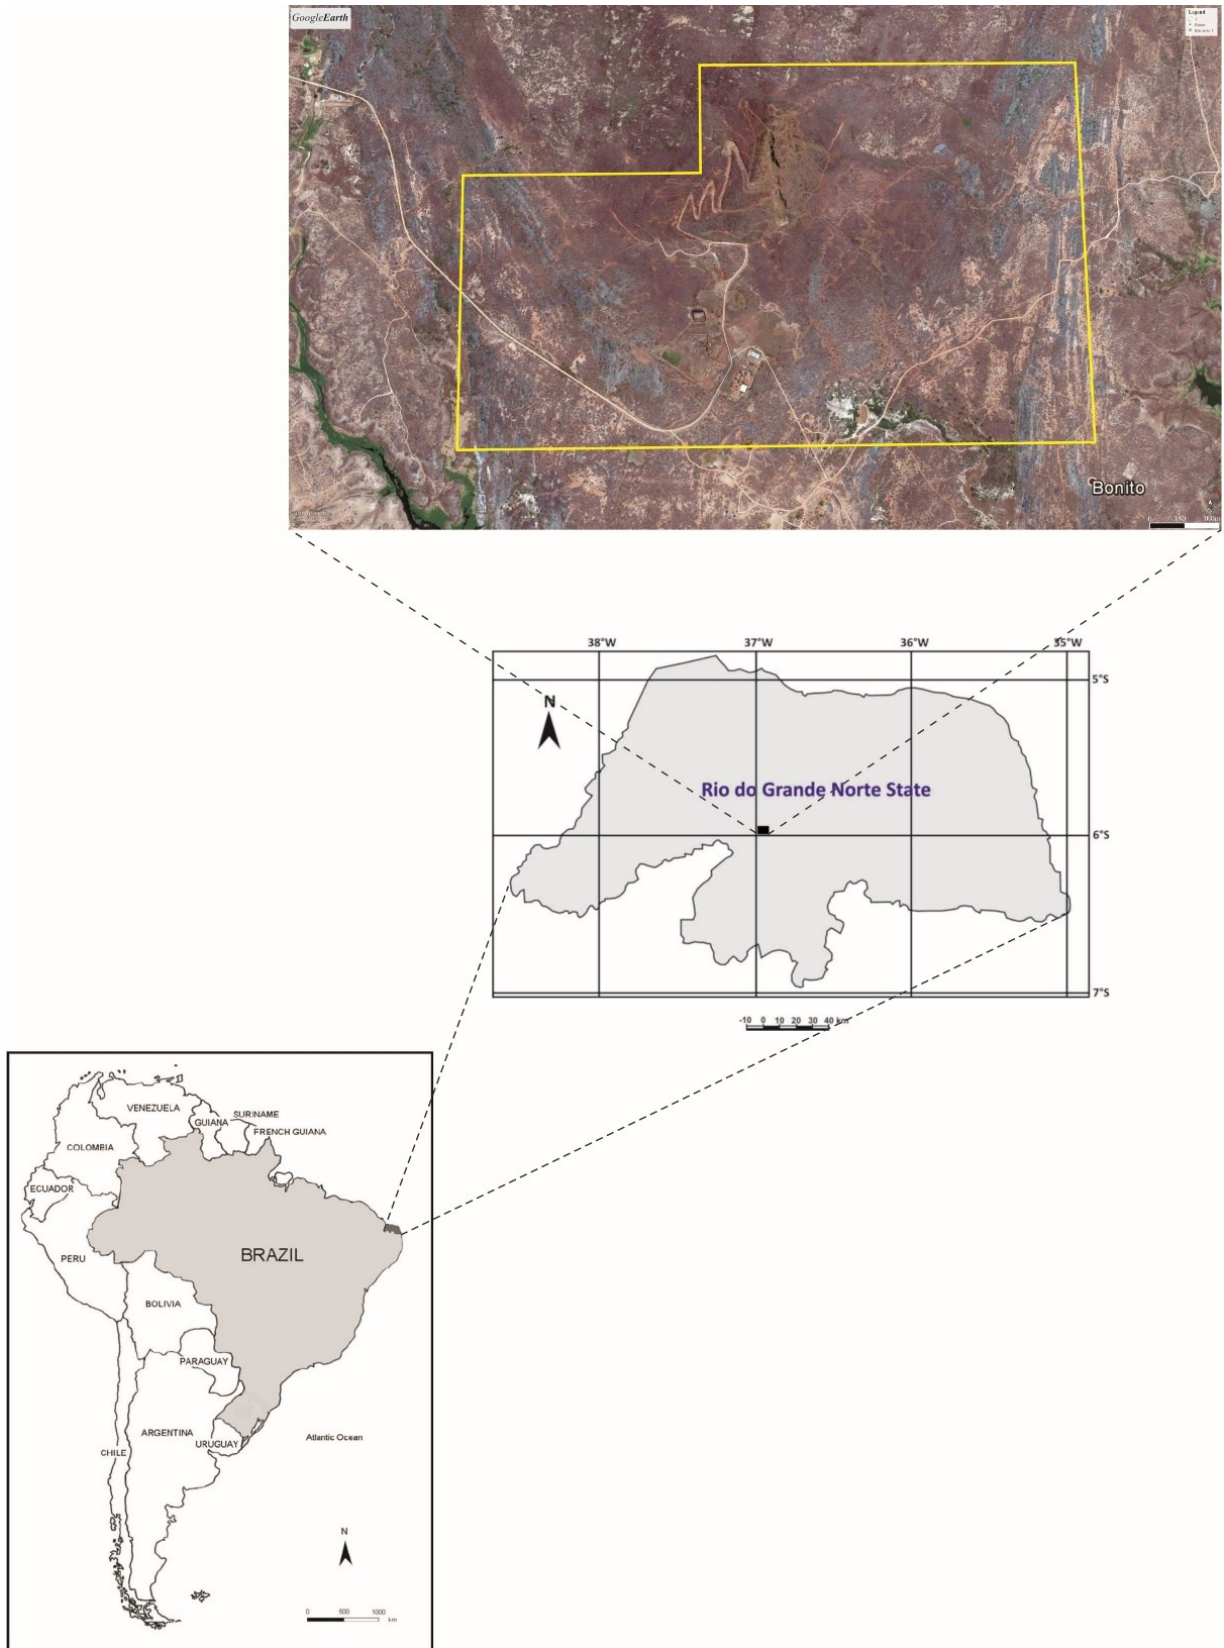 GoogleEarth
Legend
Bonito
300m
38°W 37°W 36°W 35°W
5°S
N
Rio do Grande Norte State
6°S
7°S
-10 0 10 20 30 40 km
VENEZUELA
SURINAME
GUIANA
FRENCH GUIANA
COLOMBIA
ECUADOR
BRAZIL
PERU
BOLIVIA
PARAGUAY
ARGENTINA
URUGUAY
Atlantic Ocean
CHILE
N
0 500 1000
km